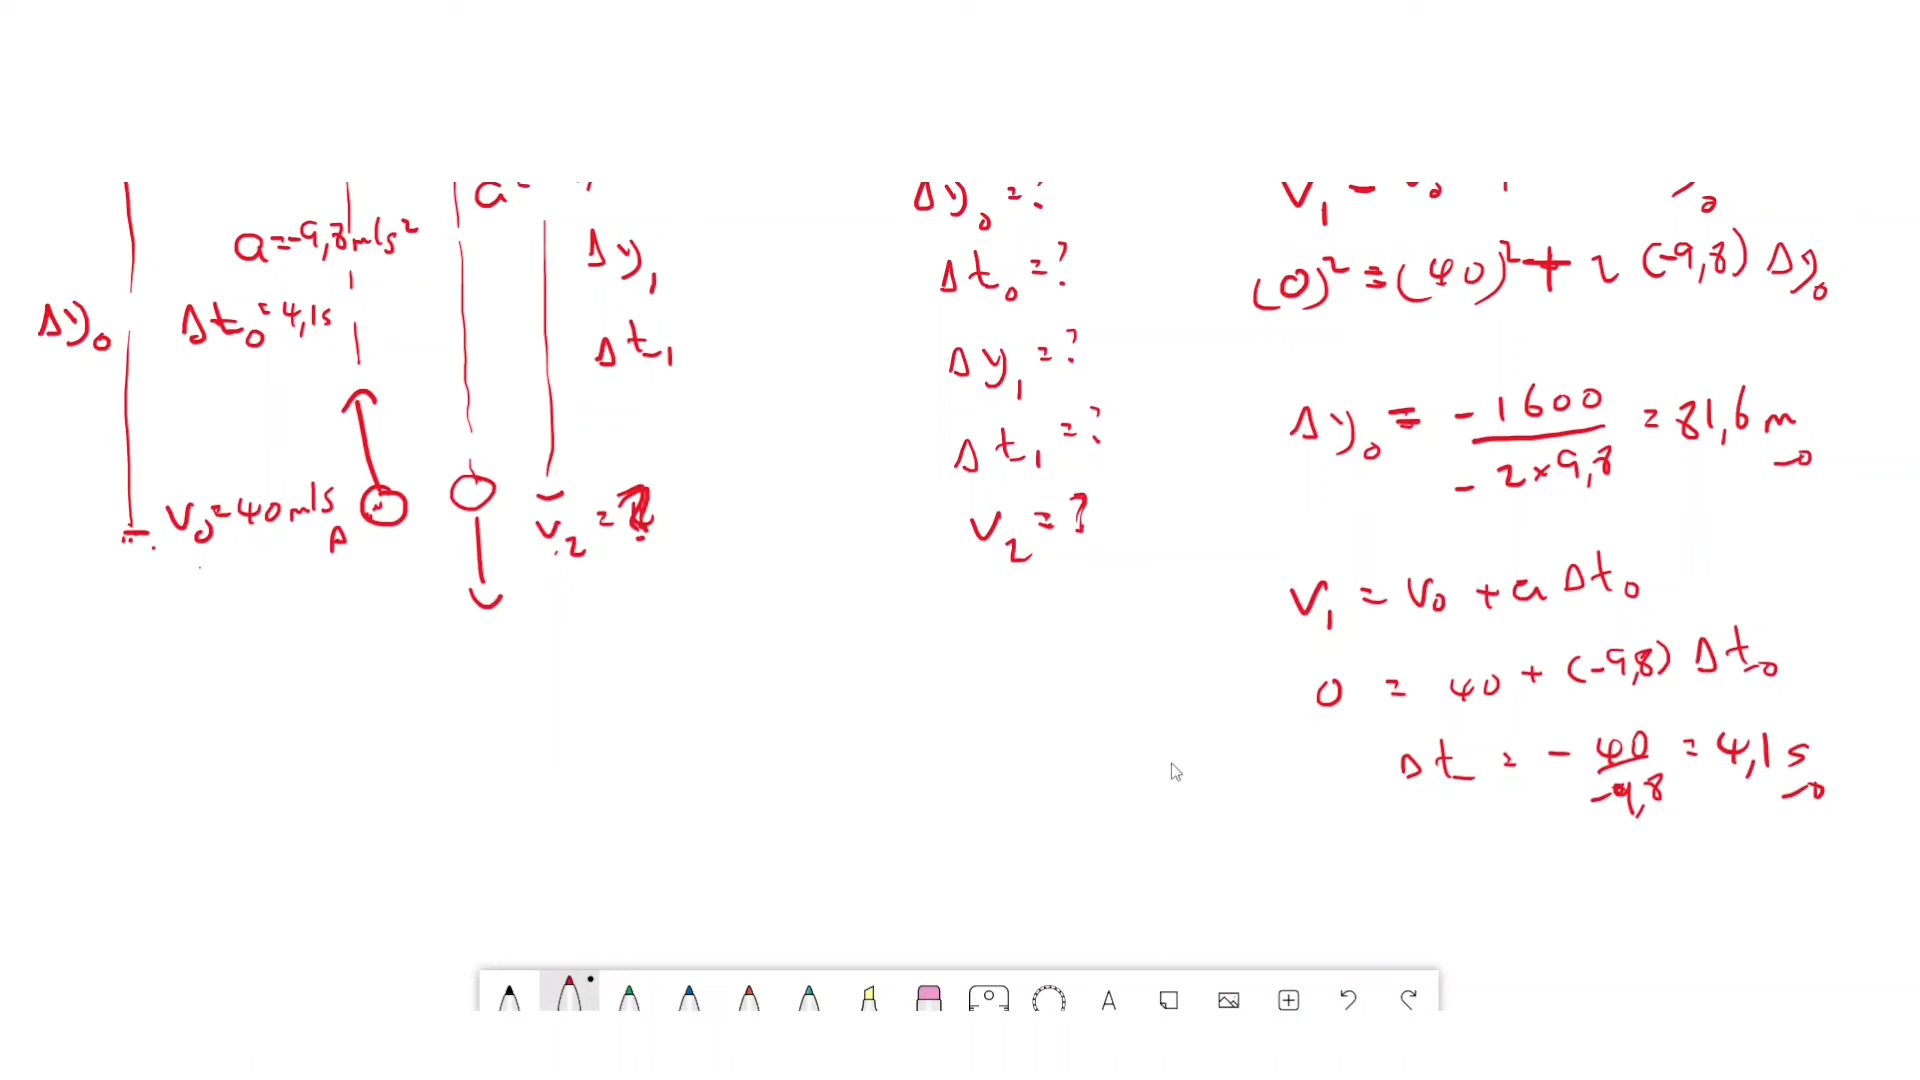 a=-9,8m/s²
Δy₀
Δt₀=4,1s
V₀=40m/s
A
a=
Δy₁
Δt₁
V₂=?
Δy₀=?
Δt₀=?
Δy₁=?
Δt₁=?
V₂=?
(0)²=(40)²+2(-9,8)Δy₀
Δy₀=-1600/-2×9,8=81,6m
V₁=V₀+aΔt₀
0=40+(-9,8)Δt₀
Δt=-40/-9,8=4,1s